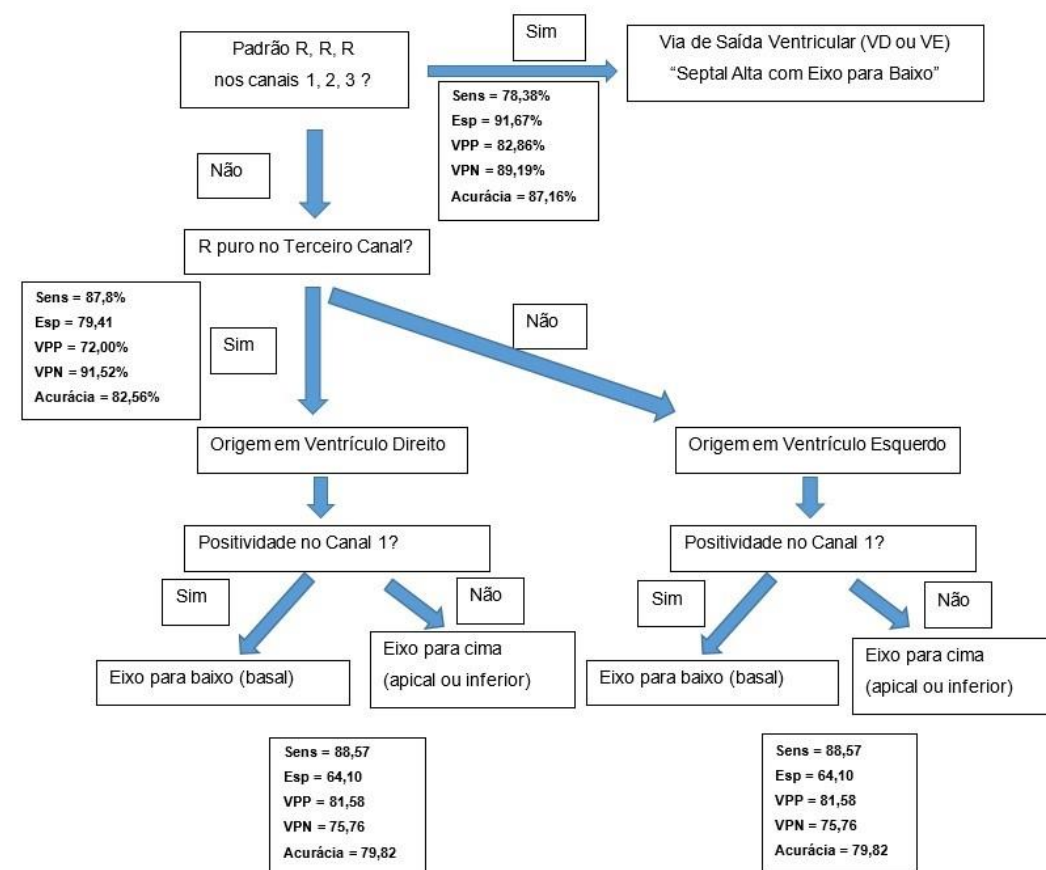 Padrão R, R, R
nos canais 1, 2, 3 ?
Sim
Via de Saída Ventricular (VD ou VE)
“Septal Alta com Eixo para Baixo”
Sens = 78,38%
Esp = 91,67%
VPP = 82,86%
VPN = 89,19%
Acurácia = 87,16%
Não
R puro no Terceiro Canal?
Sens = 87,8%
Esp = 79,41
VPP = 72,00%
VPN = 91,52%
Acurácia = 82,56%
Sim
Não
Origem em Ventrículo Direito
Origem em Ventrículo Esquerdo
Positividade no Canal 1?
Positividade no Canal 1?
Sim
Não
Sim
Não
Eixo para baixo (basal)
Eixo para cima
(apical ou inferior)
Eixo para baixo (basal)
Eixo para cima
(apical ou inferior)
Sens = 88,57
Esp = 64,10
VPP = 81,58
VPN = 75,76
Acurácia = 79,82
Sens = 88,57
Esp = 64,10
VPP = 81,58
VPN = 75,76
Acurácia = 79,82